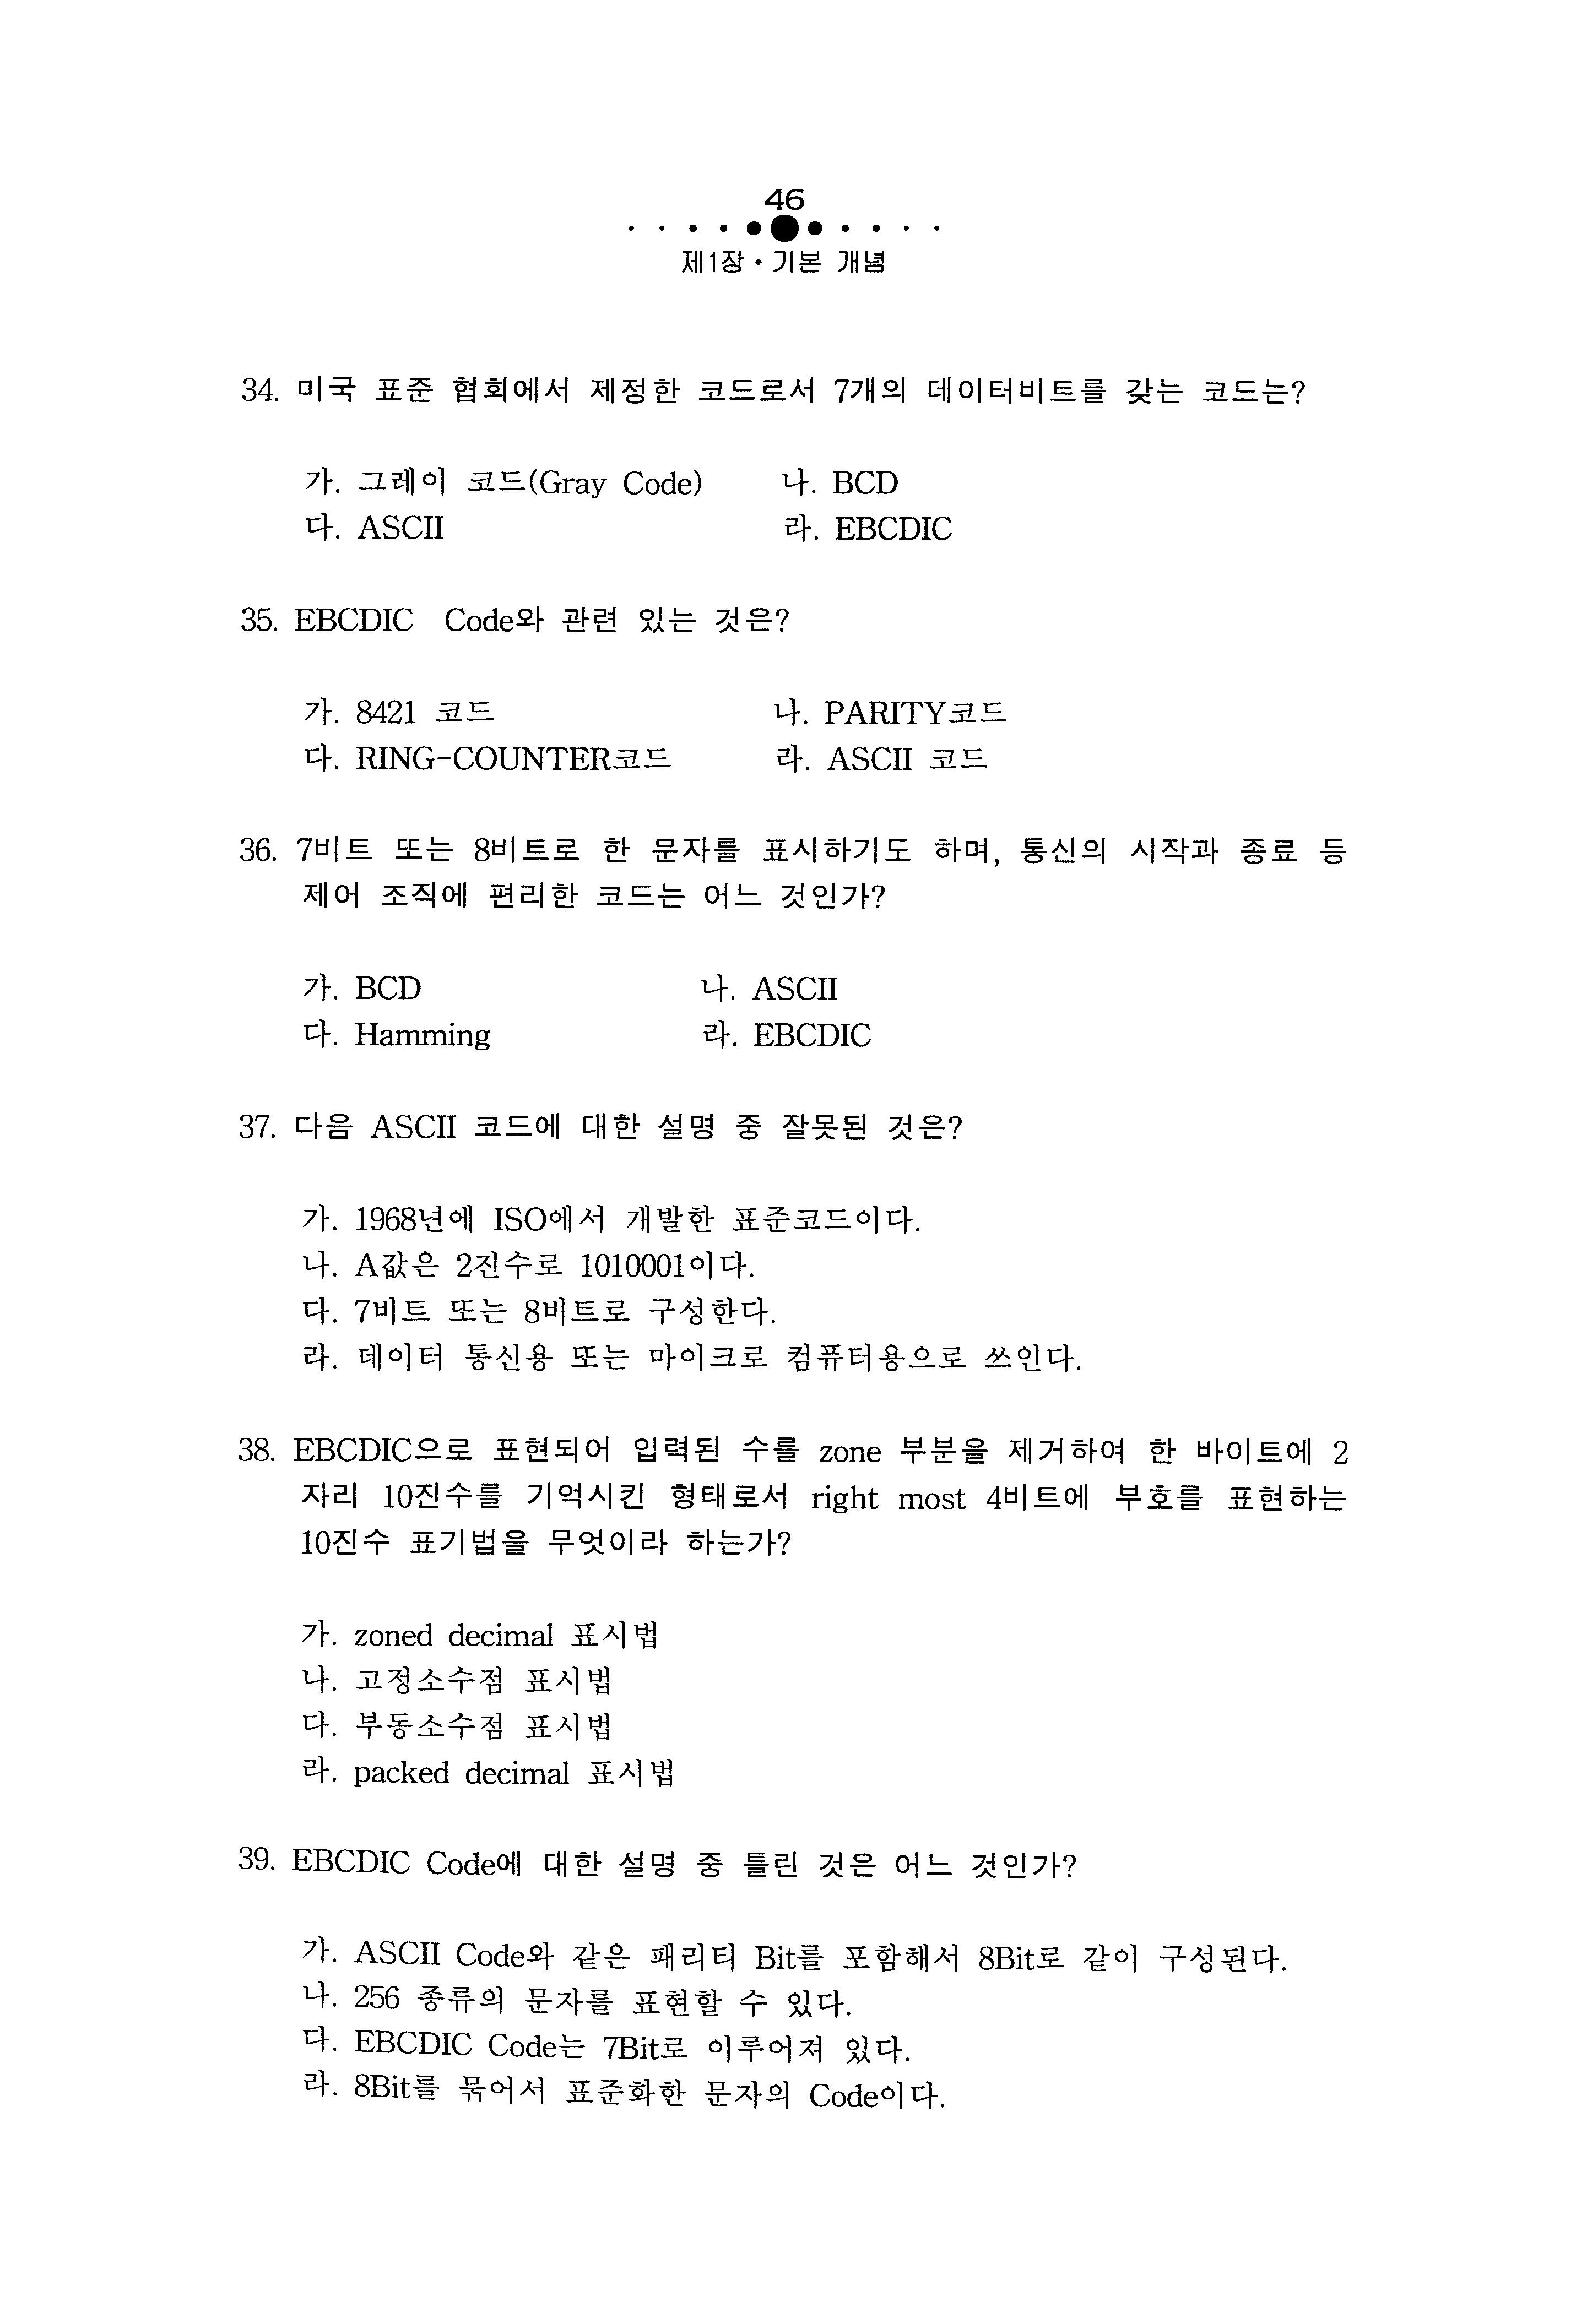 46
제1장 • 기본 개념
34. 미국 표준 협회에서 제정한 코드로서 7개의 데이터비트를 갖는 코드는?
가. 그레이 코드(Gray Code) 나. BCD
다. ASCII 라. EBCDIC
35. EBCDIC Code와 관련 있는 것은?
가. 8421 코드 나. PARITY코드
다. RING-COUNTER코드 라. ASCII 코드
36. 7비트 또는 8비트로 한 문자를 표시하기도 하며, 통신의 시작과 종료 등
제어 조직에 편리한 코드는 어느 것인가?
가. BCD 나. ASCII
다. Hamming 라. EBCDIC
37. 다음 ASCII 코드에 대한 설명 중 잘못된 것은?
가. 1968년에 ISO에서 개발한 표준코드이다.
나. A값은 2진수로 1010001이다.
다. 7비트 또는 8비트로 구성한다.
라. 데이터 통신용 또는 마이크로 컴퓨터용으로 쓰인다.
38. EBCDIC으로 표현되어 입력된 수를 zone 부분을 제거하여 한 바이트에 2
자리 10진수를 기억시킨 형태로서 right most 4비트에 부호를 표현하는
10진수 표기법을 무엇이라 하는가?
가. zoned decimal 표시법
나. 고정소수점 표시법
다. 부동소수점 표시법
라. packed decimal 표시법
39. EBCDIC Code에 대한 설명 중 틀린 것은 어느 것인가?
가. ASCII Code와 같은 패리티 Bit를 포함해서 8Bit로 같이 구성된다.
나. 256 종류의 문자를 표현할 수 있다.
다. EBCDIC Code는 7Bit로 이루어져 있다.
라. 8Bit를 묶어서 표준화한 문자의 Code이다.